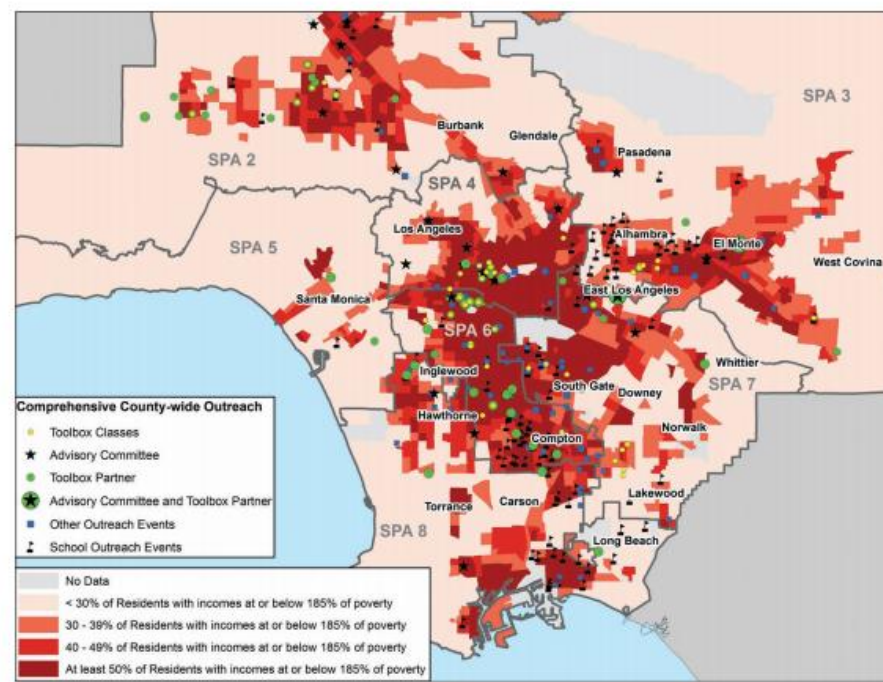 SPA 3
Burbank
Glendale
Pasadena
SPA 2
SPA 4
Los Angeles
Alhambra
El Monte
SPA 5
West Covina
East Los Angeles
Santa Monica
SPA 6
Whittier
Inglewood
South Gate
Downey
SPA 7
Hawthorne
Norwalk
Compton
Lakewood
Torrance
Carson
SPA 8
Long Beach
Comprehensive County-wide Outreach
Toolbox Classes
Advisory Committee
Toolbox Partner
Advisory Committee and Toolbox Partner
Other Outreach Events
School Outreach Events
No Data
< 30% of Residents with incomes at or below 185% of poverty
30 - 39% of Residents with incomes at or below 185% of poverty
40 - 49% of Residents with incomes at or below 185% of poverty
At least 50% of Residents with incomes at or below 185% of poverty